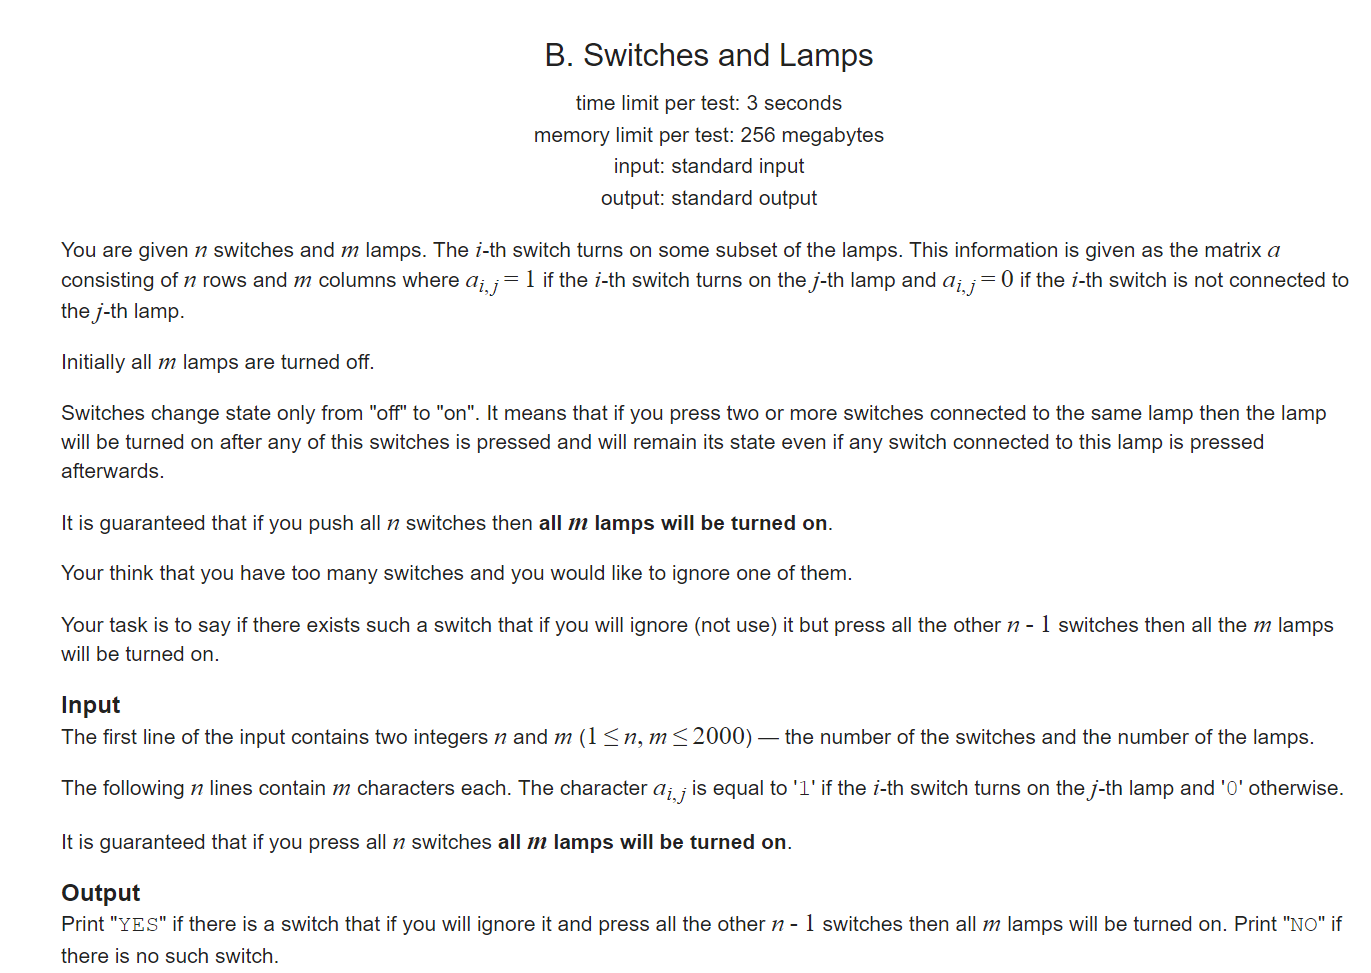 B. Switches and Lamps
time limit per test: 3 seconds
memory limit per test: 256 megabytes
input: standard input
output: standard output
You are given n switches and m lamps. The i-th switch turns on some subset of the lamps. This information is given as the matrix a
consisting of n rows and m columns where a_{i, j} = 1 if the i-th switch turns on the j-th lamp and a_{i, j} = 0 if the i-th switch is not connected to
the j-th lamp.
Initially all m lamps are turned off.
Switches change state only from "off" to "on". It means that if you press two or more switches connected to the same lamp then the lamp
will be turned on after any of this switches is pressed and will remain its state even if any switch connected to this lamp is pressed
afterwards.
It is guaranteed that if you push all n switches then all m lamps will be turned on.
Your think that you have too many switches and you would like to ignore one of them.
Your task is to say if there exists such a switch that if you will ignore (not use) it but press all the other n - 1 switches then all the m lamps
will be turned on.
Input
The first line of the input contains two integers n and m (1 ≤ n, m ≤ 2000) — the number of the switches and the number of the lamps.
The following n lines contain m characters each. The character a_{i, j} is equal to '1' if the i-th switch turns on the j-th lamp and '0' otherwise.
It is guaranteed that if you press all n switches all m lamps will be turned on.
Output
Print "YES" if there is a switch that if you will ignore it and press all the other n - 1 switches then all m lamps will be turned on. Print "NO" if
there is no such switch.